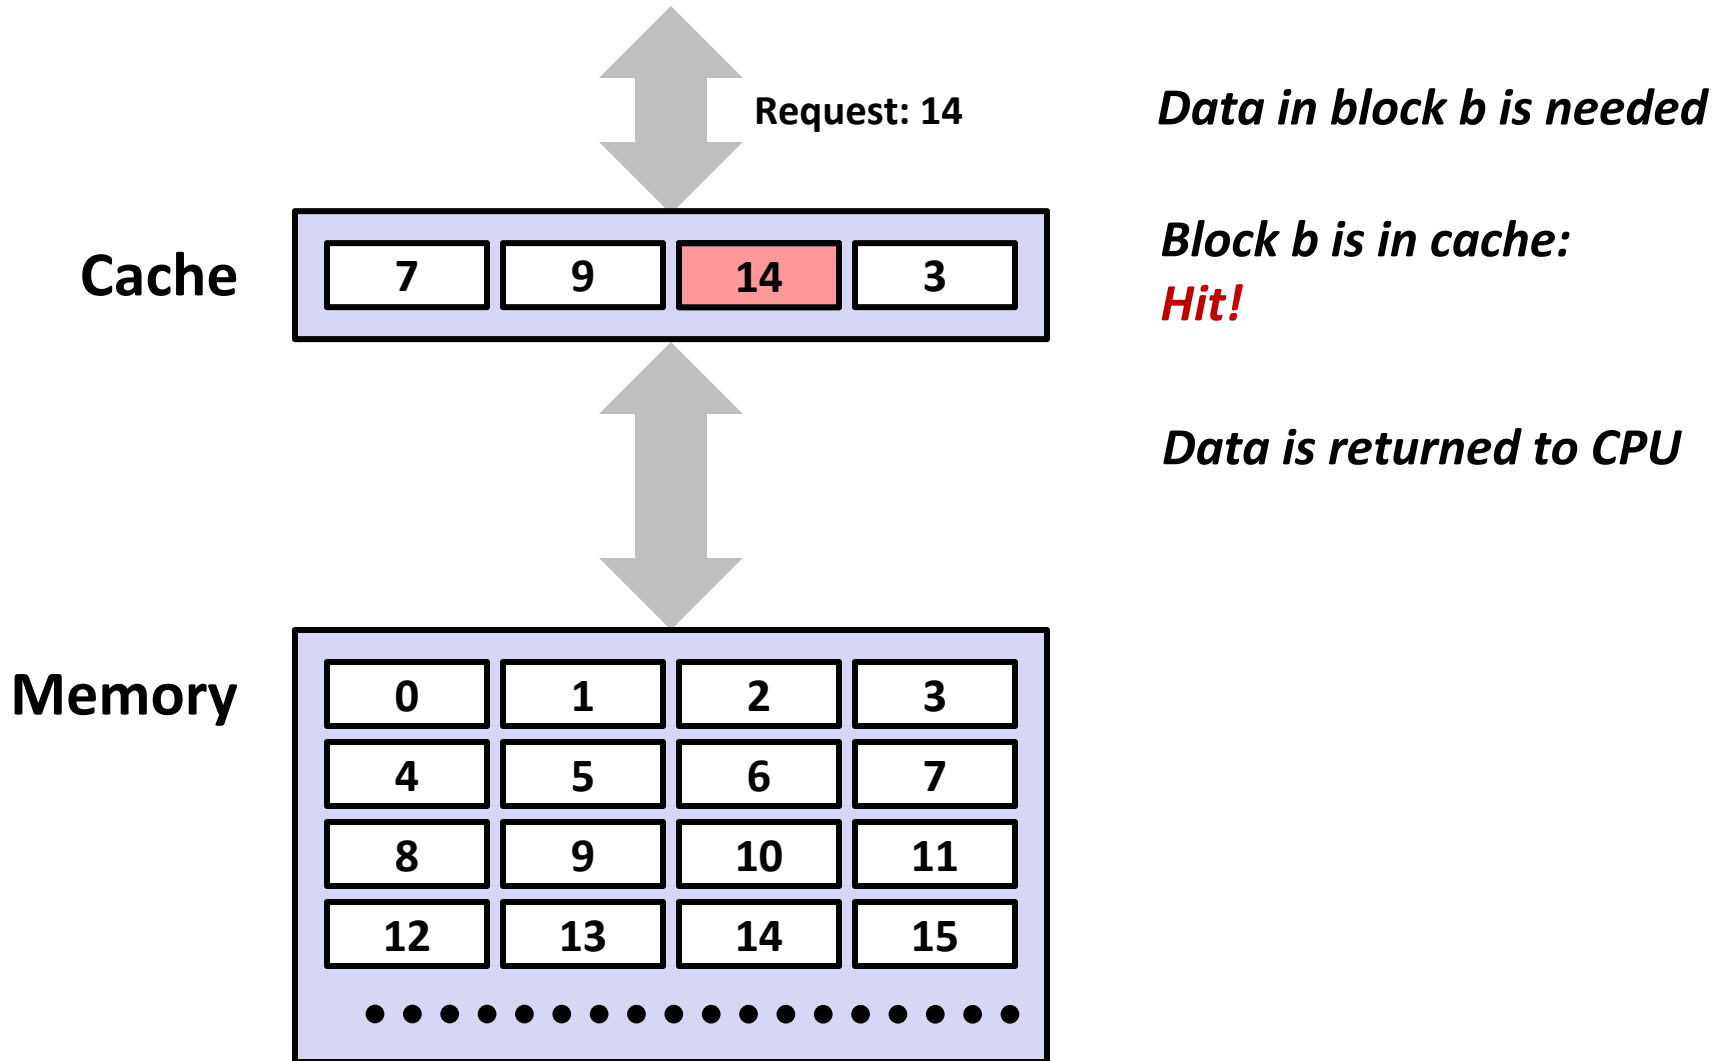 Request: 14
Data in block b is needed
Cache
7 9 14 3
Block b is in cache:
Hit!
Data is returned to CPU
Memory
0 1 2 3
4 5 6 7
8 9 10 11
12 13 14 15